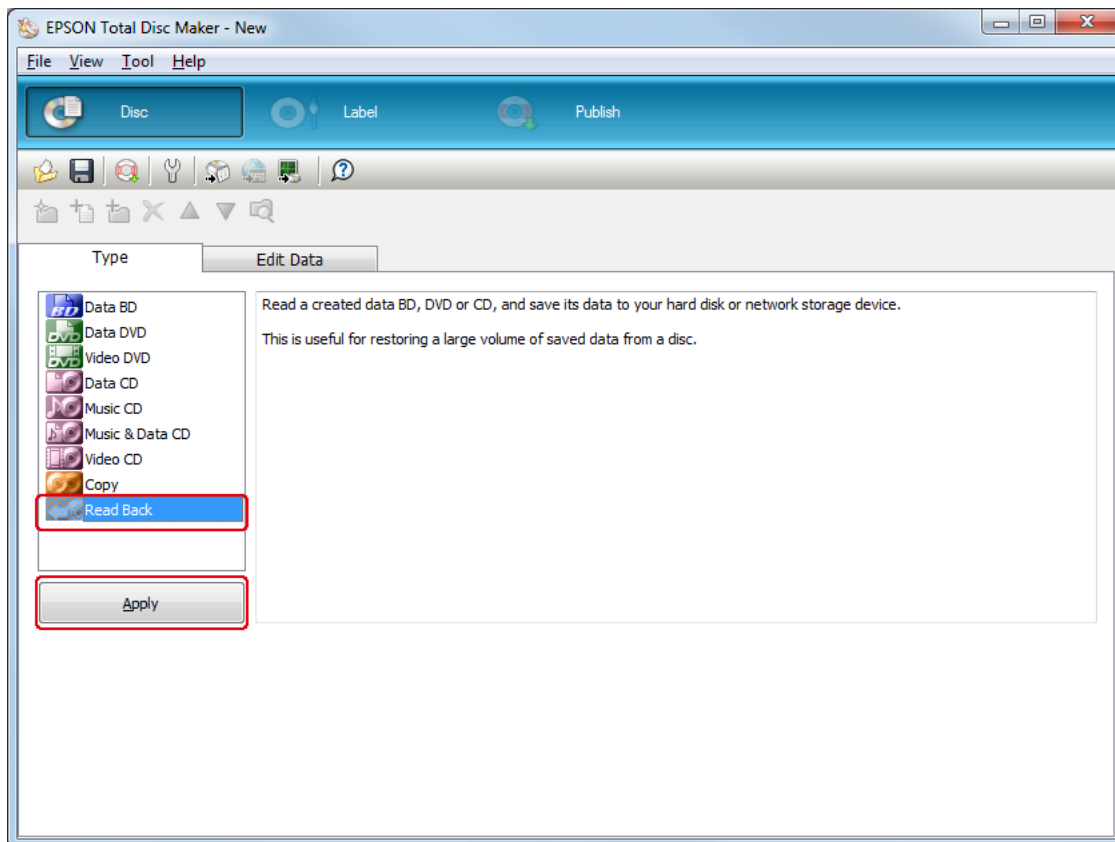 EPSON Total Disc Maker - New
File View Tool Help
Disc Label Publish
Type Edit Data
Data BD
Data DVD
Video DVD
Data CD
Music CD
Music & Data CD
Video CD
Copy
Read Back
Apply
Read a created data BD, DVD or CD, and save its data to your hard disk or network storage device.
This is useful for restoring a large volume of saved data from a disc.